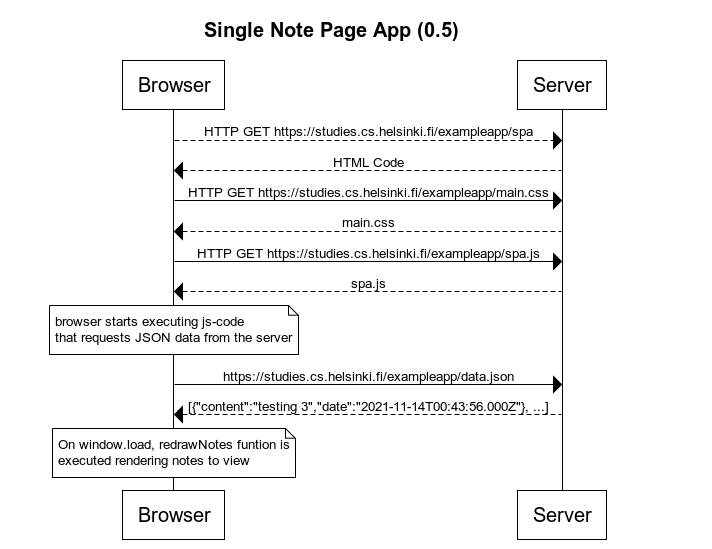 Single Note Page App (0.5)
Browser
Server
HTTP GET https://studies.cs.helsinki.fi/exampleapp/spa
HTML Code
HTTP GET https://studies.cs.helsinki.fi/exampleapp/main.css
main.css
HTTP GET https://studies.cs.helsinki.fi/exampleapp/spa.js
spa.js
browser starts executing js-code
that requests JSON data from the server
https://studies.cs.helsinki.fi/exampleapp/data.json
[{"content":"testing 3","date":"2021-11-14T00:43:56.000Z"}, ...]
On window.load, redrawNotes funtion is
executed rendering notes to view
Browser
Server